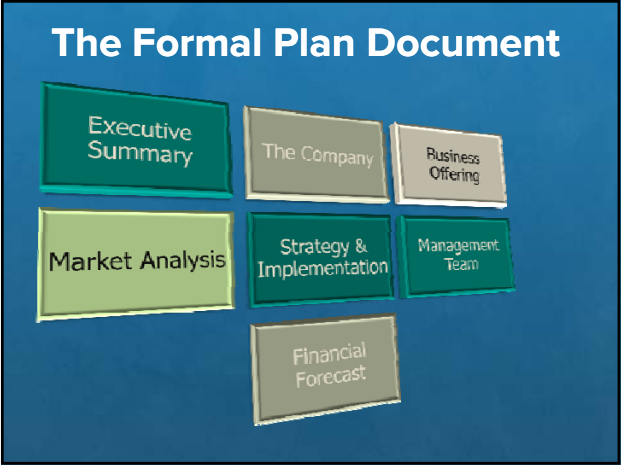 The Formal Plan Document
Executive
Summary
The Company
Business
Offering
Market Analysis
Strategy &
Implementation
Management
Team
Financial
Forecast